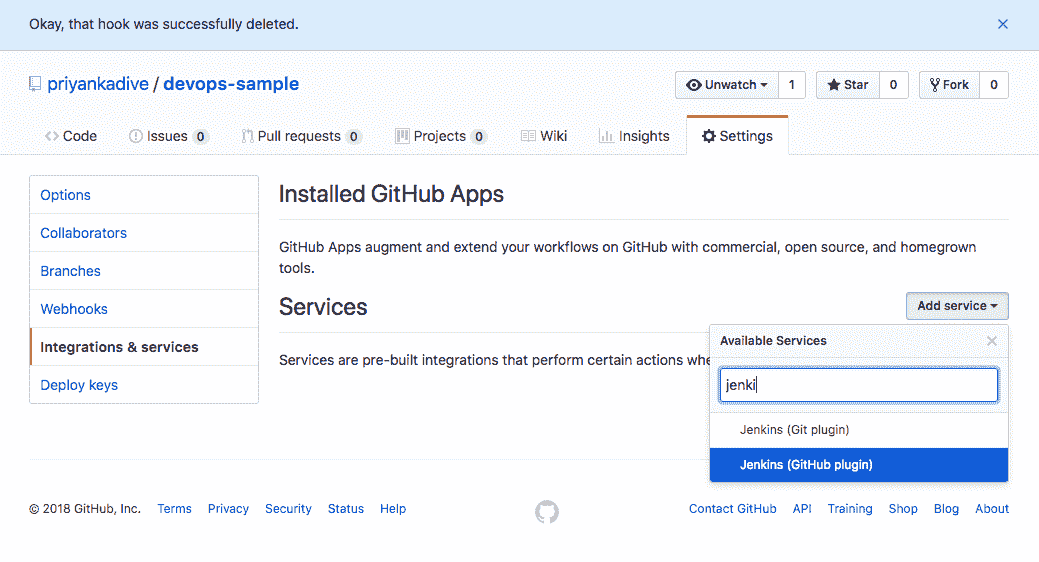 Okay, that hook was successfully deleted.
priyankadive / devops-sample
Unwatch 1 Star 0 Fork 0
Code Issues 0 Pull requests 0 Projects 0 Wiki Insights Settings
Options
Collaborators
Branches
Webhooks
Integrations & services
Deploy keys
Installed GitHub Apps
GitHub Apps augment and extend your workflows on GitHub with commercial, open source, and homegrown
tools.
Services
Add service
Services are pre-built integrations that perform certain actions whe
Available Services
jenki
Jenkins (Git plugin)
Jenkins (GitHub plugin)
© 2018 GitHub, Inc. Terms Privacy Security Status Help Contact GitHub API Training Shop Blog About